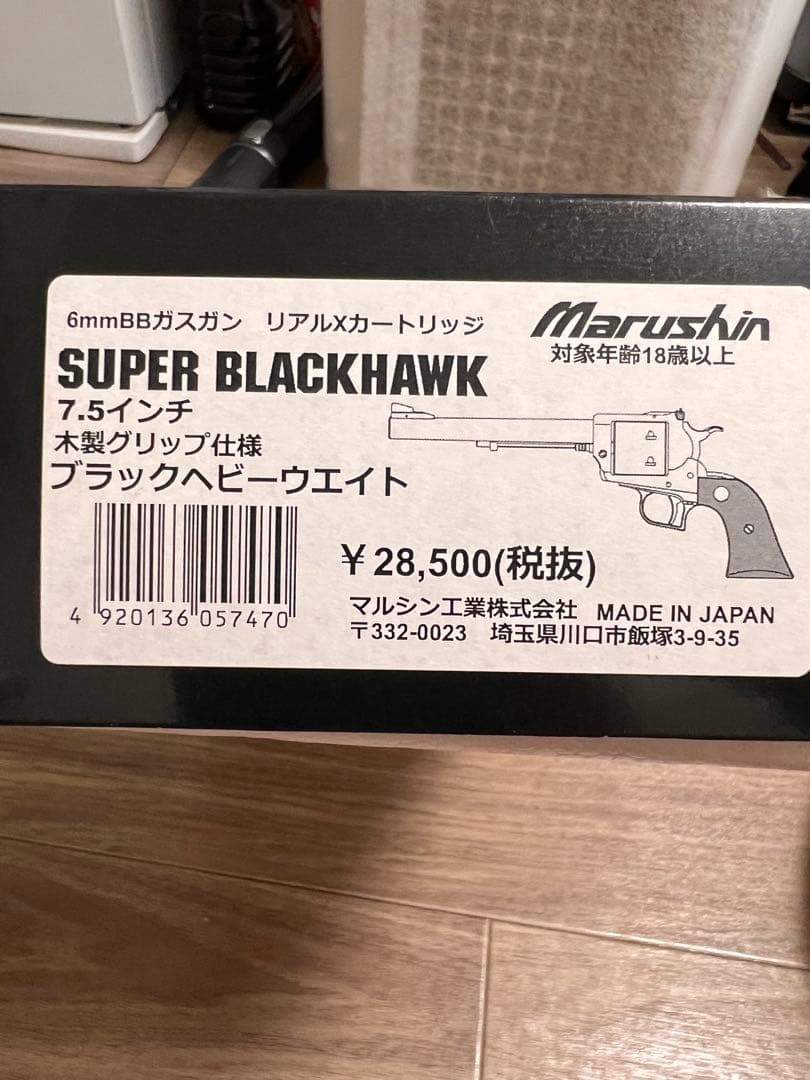 6mmBBガスガン　リアルXカートリッジ
Marushin
対象年齢18歳以上
SUPER BLACKHAWK
7.5インチ
木製グリップ仕様
ブラックヘビーウエイト
￥28,500(税抜)
4 920136 057470
マルシン工業株式会社　MADE IN JAPAN
〒332-0023　埼玉県川口市飯塚3-9-35